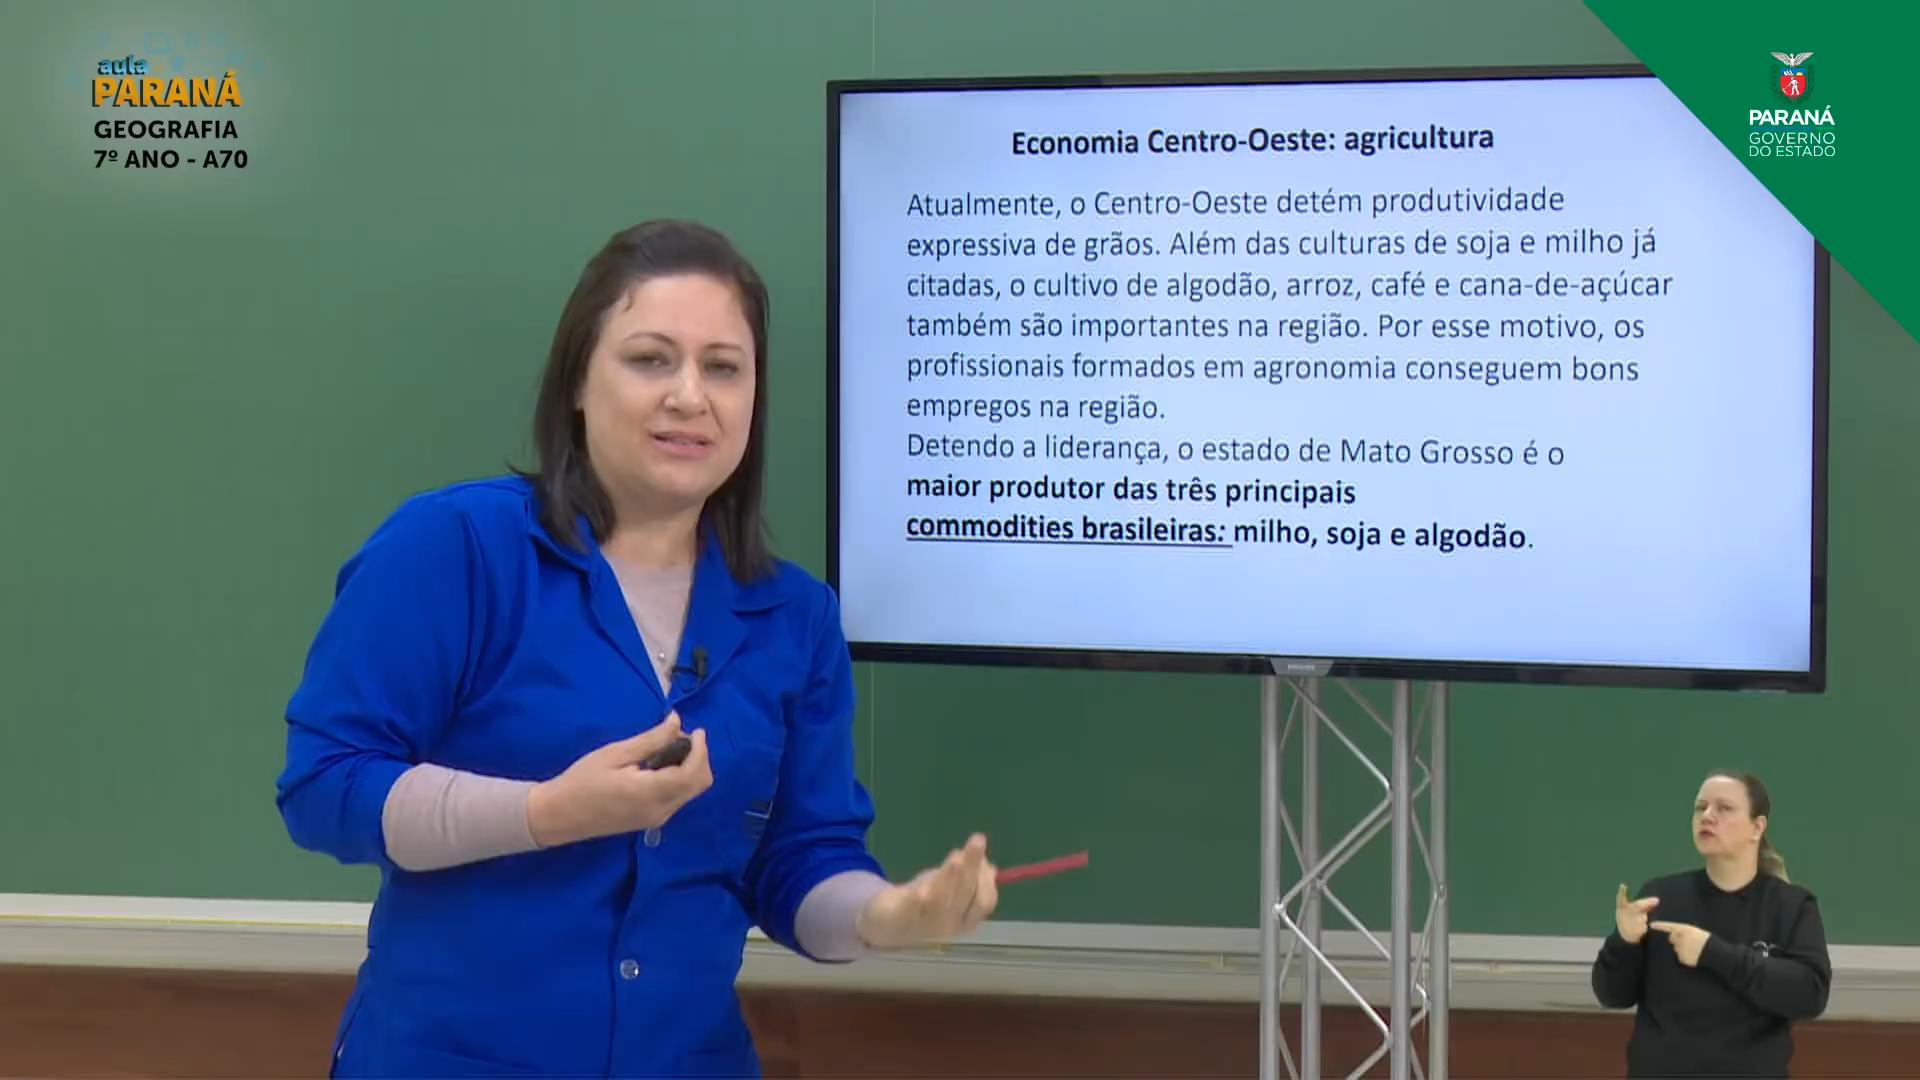 aula
PARANÁ
GEOGRAFIA
7º ANO - A70
PARANÁ
GOVERNO
DO ESTADO
Economia Centro-Oeste: agricultura
Atualmente, o Centro-Oeste detém produtividade
expressiva de grãos. Além das culturas de soja e milho já
citadas, o cultivo de algodão, arroz, café e cana-de-açúcar
também são importantes na região. Por esse motivo, os
profissionais formados em agronomia conseguem bons
empregos na região.
Detendo a liderança, o estado de Mato Grosso é o
maior produtor das três principais
commodities brasileiras: milho, soja e algodão.